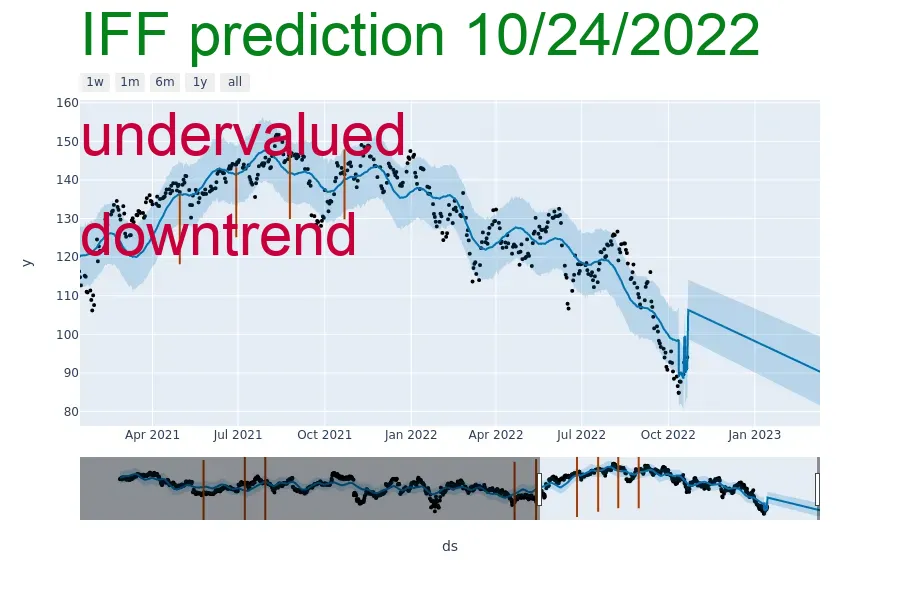 IFF prediction 10/24/2022
1w 1m 6m 1y all
undervalued
downtrend
160
150
140
130
120
110
100
90
80
y
Apr 2021 Jul 2021 Oct 2021 Jan 2022 Apr 2022 Jul 2022 Oct 2022 Jan 2023
ds